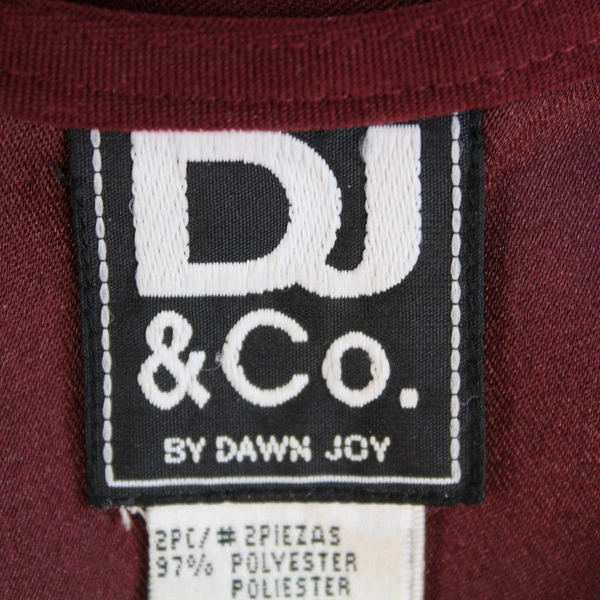 DJ
& Co.
BY DAWN JOY
2PC/# 2PIEZAS
97% POLYESTER
POLIESTER